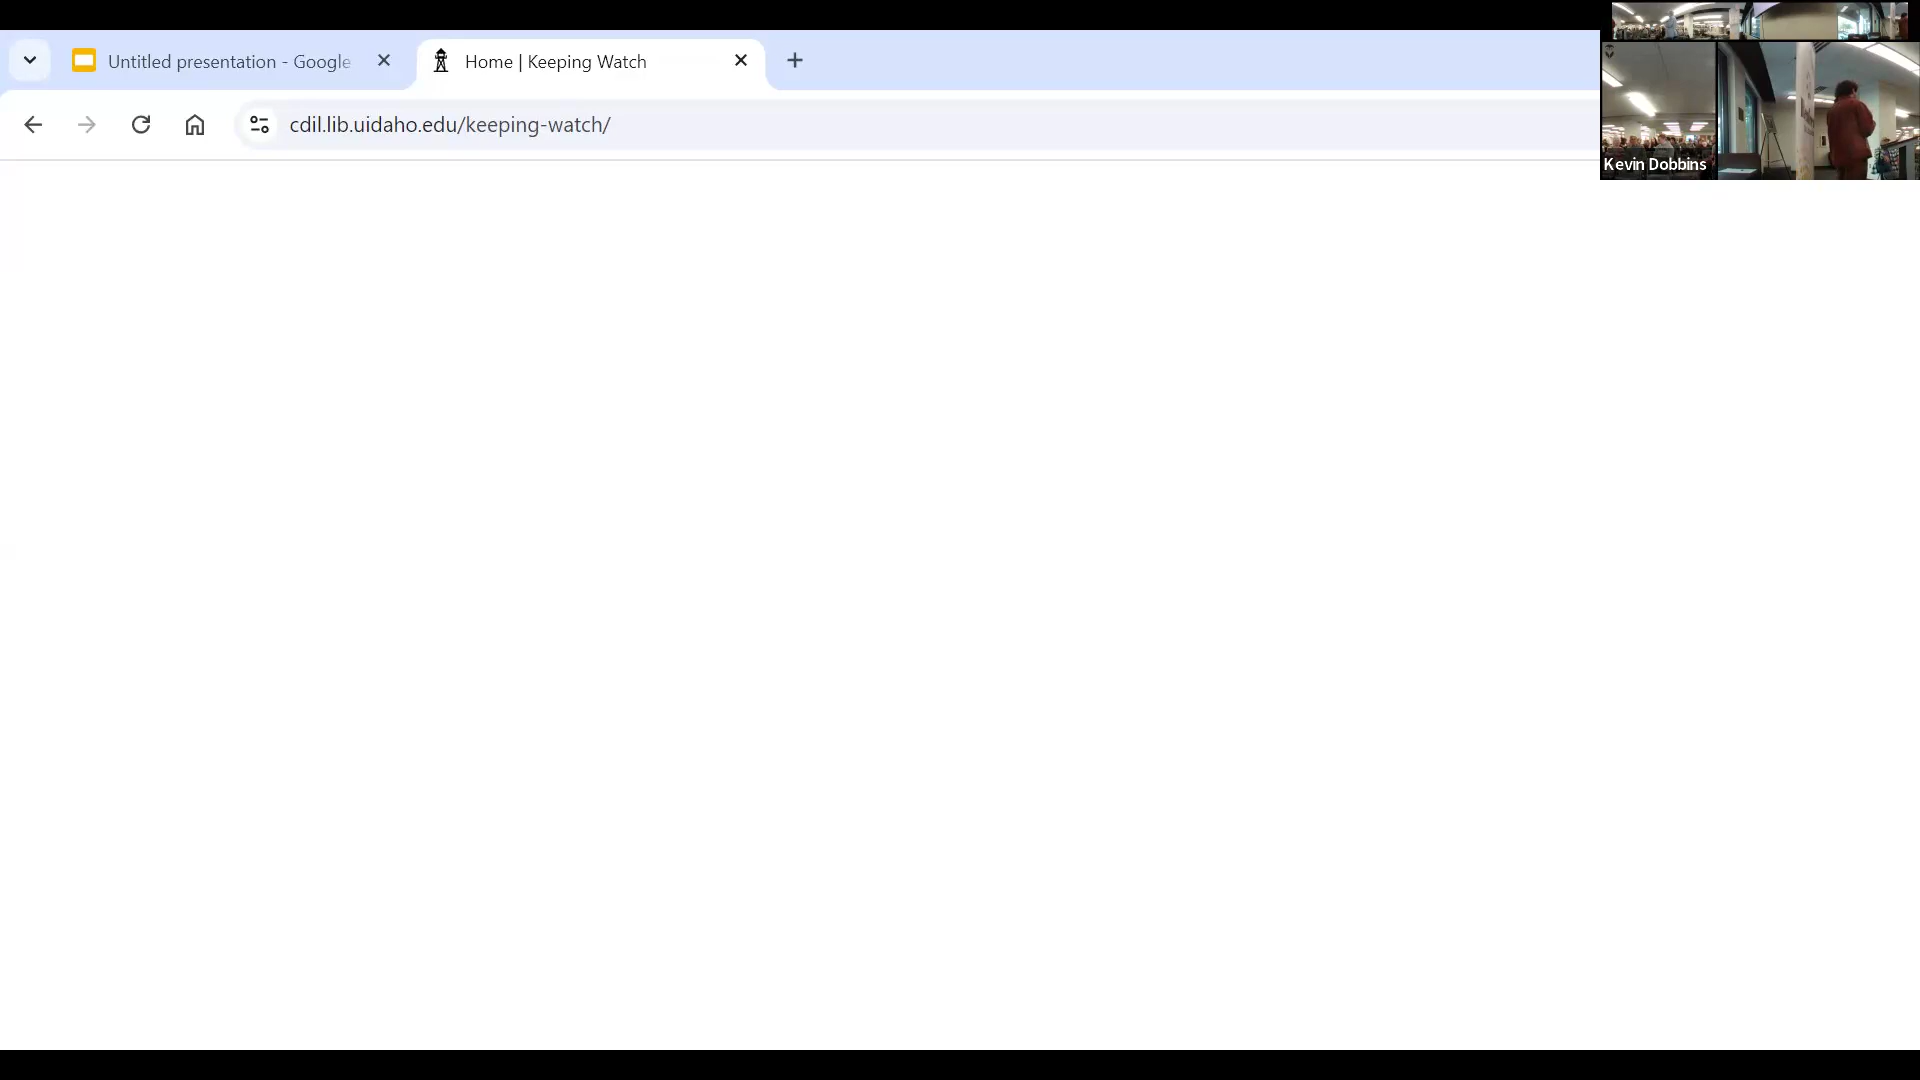 Untitled presentation - Google
Home | Keeping Watch
cdil.lib.uidaho.edu/keeping-watch/
Kevin Dobbins